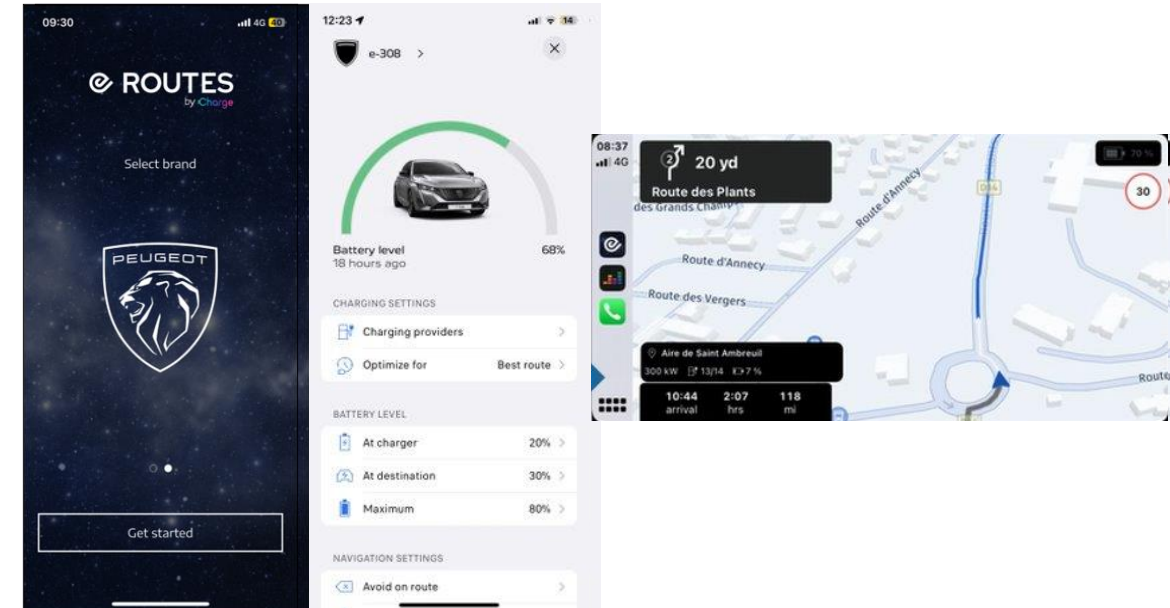 09:30
4G 40
ROUTES
by Charge
Select brand
PEUGEOT
Get started
12:23
14
e-308
Battery level
68%
18 hours ago
CHARGING SETTINGS
Charging providers
Optimize for Best route
BATTERY LEVEL
At charger 20%
At destination 30%
Maximum 80%
NAVIGATION SETTINGS
Avoid on route
08:37
4G
2 20 yd
Route des Plants
70 %
30
D14
des Grands Champs
Route d'Annecy
Route d'Annecy
Route des Vergers
Aire de Saint Ambreuil
300 kW 13/14 7 %
10:44 2:07 118
arrival hrs mi
Route